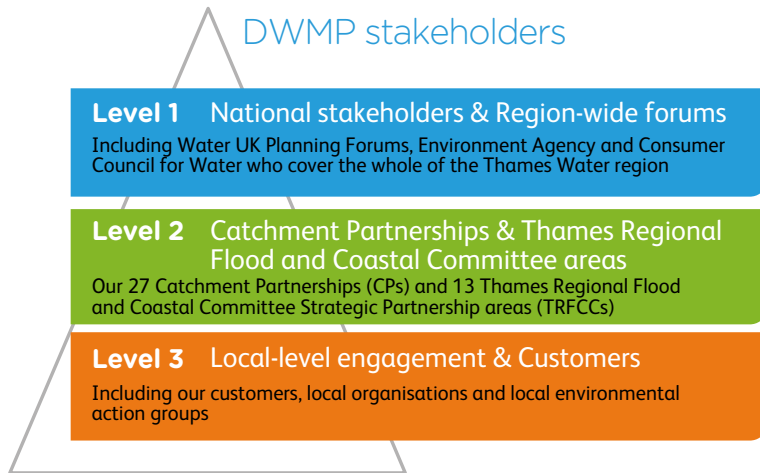 DWMP stakeholders
Level 1 National stakeholders & Region-wide forums
Including Water UK Planning Forums, Environment Agency and Consumer
Council for Water who cover the whole of the Thames Water region
Level 2 Catchment Partnerships & Thames Regional
Flood and Coastal Committee areas
Our 27 Catchment Partnerships (CPs) and 13 Thames Regional Flood
and Coastal Committee Strategic Partnership areas (TRFCCs)
Level 3 Local-level engagement & Customers
Including our customers, local organisations and local environmental
action groups